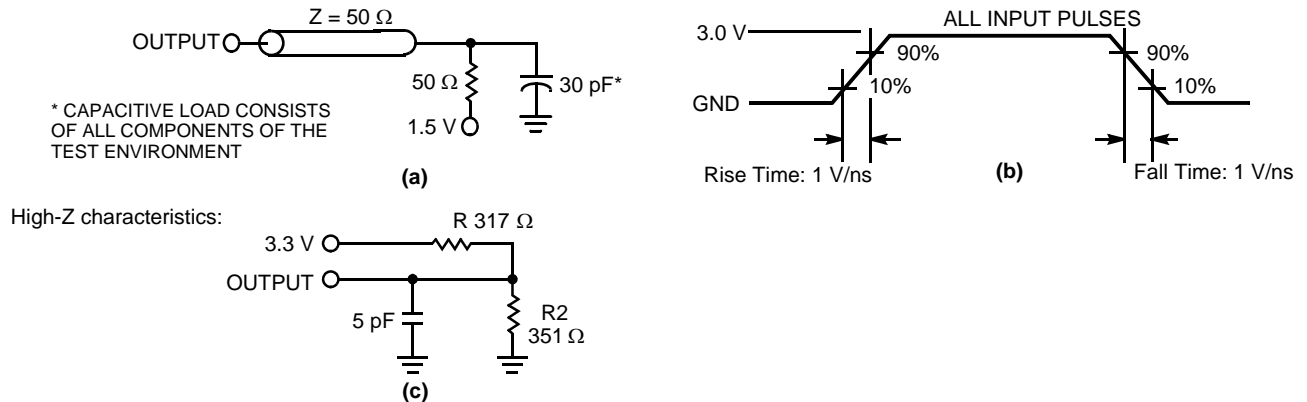 Z = 50 Ω
OUTPUT
50 Ω
30 pF*
1.5 V
* CAPACITIVE LOAD CONSISTS
OF ALL COMPONENTS OF THE
TEST ENVIRONMENT
(a)
ALL INPUT PULSES
3.0 V
90%
10%
GND
90%
10%
Rise Time: 1 V/ns
(b)
Fall Time: 1 V/ns
High-Z characteristics:
R 317 Ω
3.3 V
OUTPUT
5 pF
R2
351 Ω
(c)